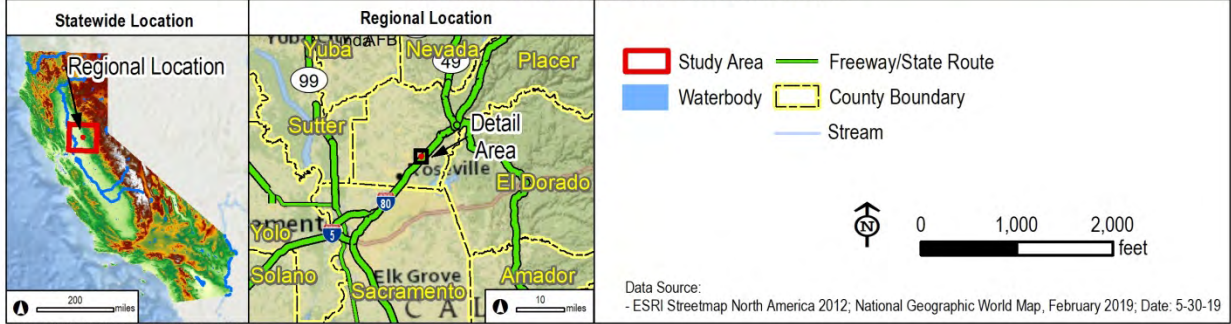 Statewide Location
Regional Location
200
miles
N
Regional Location
Yuba
AFB
Nevada
49
Placer
99
Sutter
Detail
Area
El Dorado
80
Yolo
5
Solano
Elk Grove
Sacramento
Amador
C A L
10
miles
Study Area
Freeway/State Route
Waterbody
County Boundary
Stream
N
0 1,000 2,000
feet
Data Source:
- ESRI Streetmap North America 2012; National Geographic World Map, February 2019; Date: 5-30-19